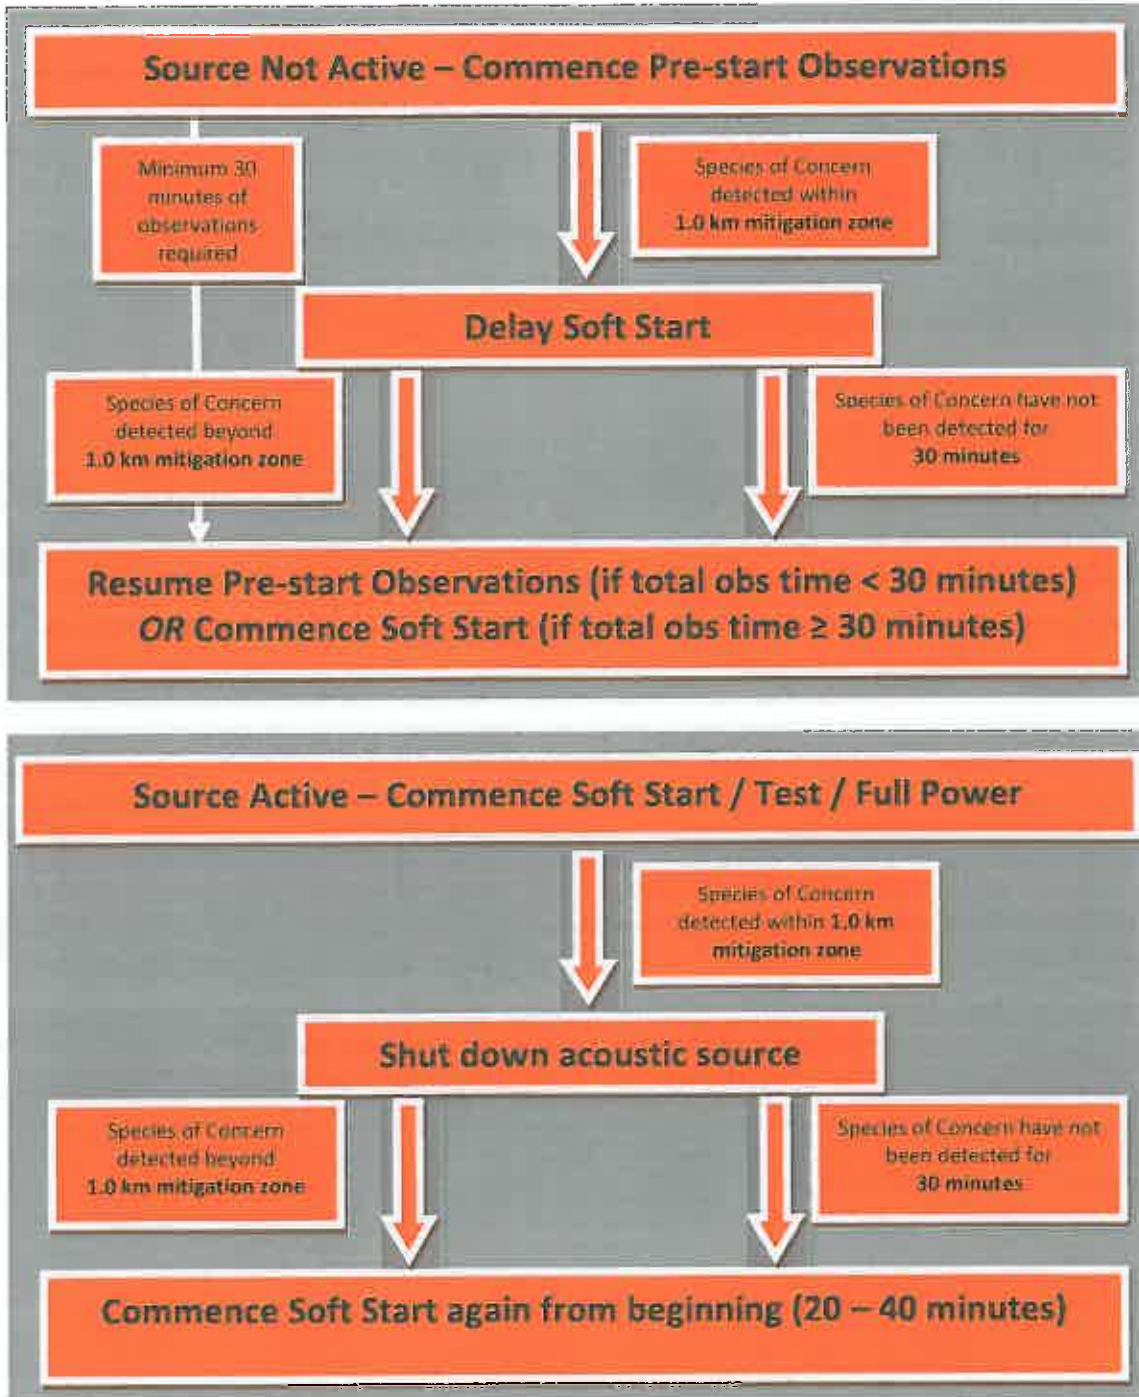 Source Not Active – Commence Pre-start Observations
Minimum 30
minutes of
observations
required
Species of Concern
detected within
1.0 km mitigation zone
Delay Soft Start
Species of Concern
detected beyond
1.0 km mitigation zone
Species of Concern have not
been detected for
30 minutes
Resume Pre-start Observations (if total obs time < 30 minutes)
OR Commence Soft Start (if total obs time ≥ 30 minutes)
Source Active – Commence Soft Start / Test / Full Power
Species of Concern
detected within 1.0 km
mitigation zone
Shut down acoustic source
Species of Concern
detected beyond
1.0 km mitigation zone
Species of Concern have not
been detected for
30 minutes
Commence Soft Start again from beginning (20 – 40 minutes)